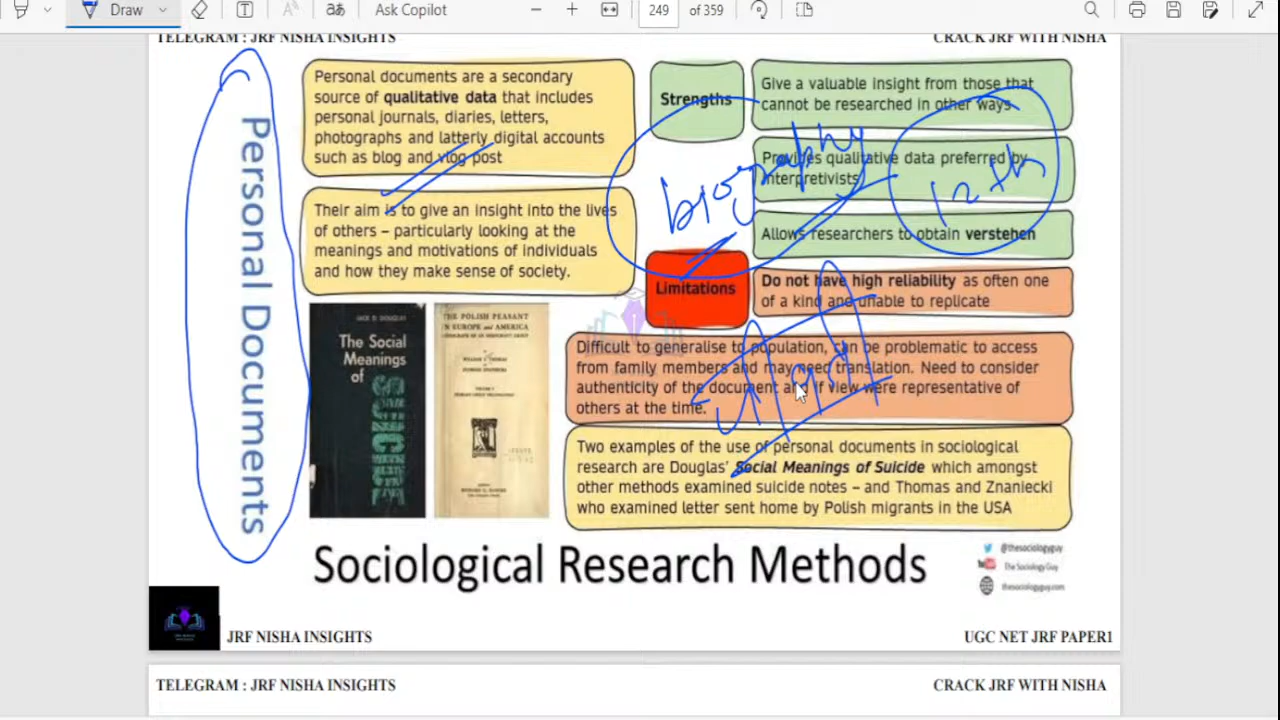 Draw
Ask Copilot
249 of 359
TELEGRAM : JRF NISHA INSIGHTS
CRACK JRF WITH NISHA
Personal Documents
Personal documents are a secondary
source of qualitative data that includes
personal journals, diaries, letters,
photographs and latterly digital accounts
such as blog and vlog post
Their aim is to give an insight into the lives
of others – particularly looking at the
meanings and motivations of individuals
and how they make sense of society.
Strengths
Give a valuable insight from those that
cannot be researched in other ways
Provides qualitative data preferred by
interpretivists
Allows researchers to obtain verstehen
biography
12th
Limitations
Do not have high reliability as often one
of a kind and unable to replicate
Difficult to generalise to population, can be problematic to access
from family members and may need translation. Need to consider
authenticity of the document and if view were representative of
others at the time.
Two examples of the use of personal documents in sociological
research are Douglas' Social Meanings of Suicide which amongst
other methods examined suicide notes – and Thomas and Znaniecki
who examined letter sent home by Polish migrants in the USA
JACK D. DOUGLAS
The Social
Meanings
of
SUICIDE
THE POLISH PEASANT
IN EUROPE and AMERICA
Sociological Research Methods
@thesociologyguy
The Sociology Guy
thesociologyguy.com
JRF NISHA INSIGHTS
UGC NET JRF PAPER1
TELEGRAM : JRF NISHA INSIGHTS
CRACK JRF WITH NISHA